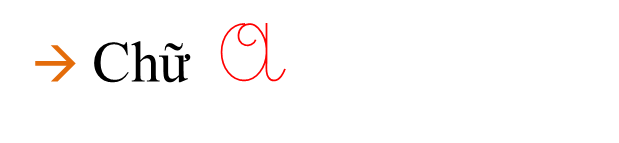 → Chữ A